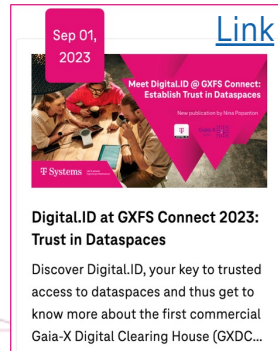 Sep 01,
2023
Link
Meet Digital.ID @ GXFS Connect:
Establish Trust in Dataspaces
New publication by Nina Popanton
T Systems
Digital.ID at GXFS Connect 2023:
Trust in Dataspaces
Discover Digital.ID, your key to trusted
access to dataspaces and thus get to
know more about the first commercial
Gaia-X Digital Clearing House (GXDC...